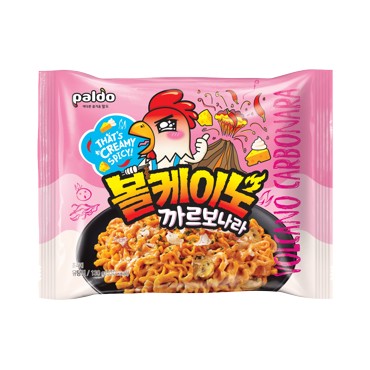 paldo
THAT'S
CREAMY
SPICY!
볼케이노
까르보나라
VOLCANO CARBONARA